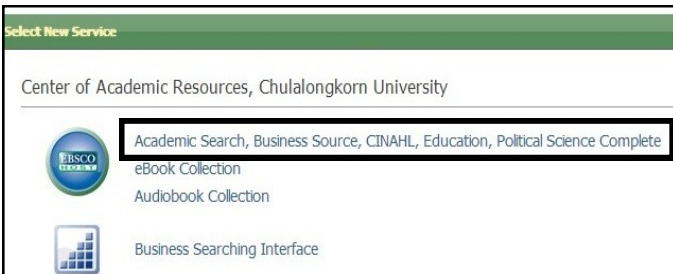 Select New Service
Center of Academic Resources, Chulalongkorn University
Academic Search, Business Source, CINAHL, Education, Political Science Complete
EBSCO
HOST
eBook Collection
Audiobook Collection
Business Searching Interface